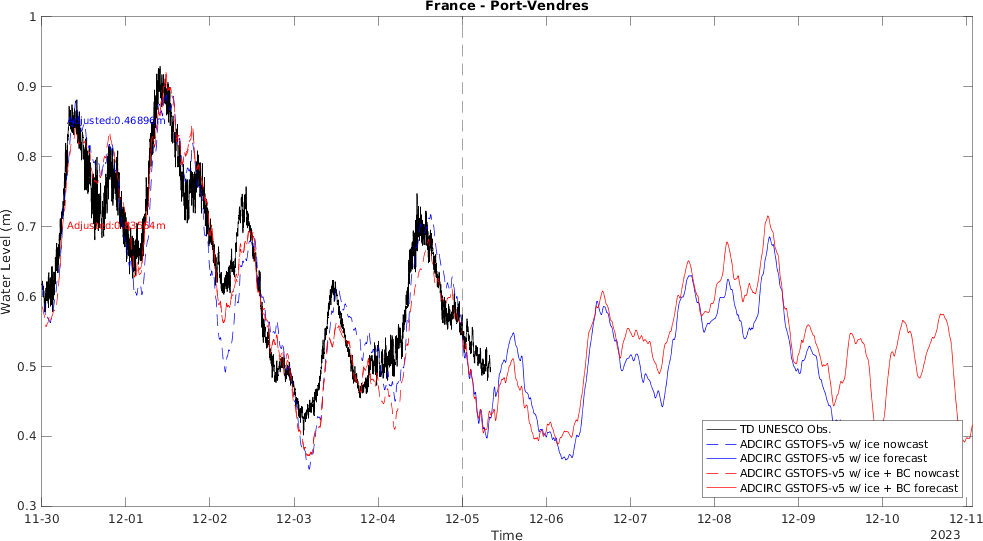 France - Port-Vendres
1
0.9
0.8
0.7
0.6
0.5
0.4
0.3
Water Level (m)
Adjusted:0.46896m
TD UNESCO Obs.
ADCIRC GSTOFS-v5 w/ ice nowcast
ADCIRC GSTOFS-v5 w/ ice forecast
ADCIRC GSTOFS-v5 w/ ice + BC nowcast
ADCIRC GSTOFS-v5 w/ ice + BC forecast
11-30 12-01 12-02 12-03 12-04 12-05 12-06 12-07 12-08 12-09 12-10 12-11
Time
2023